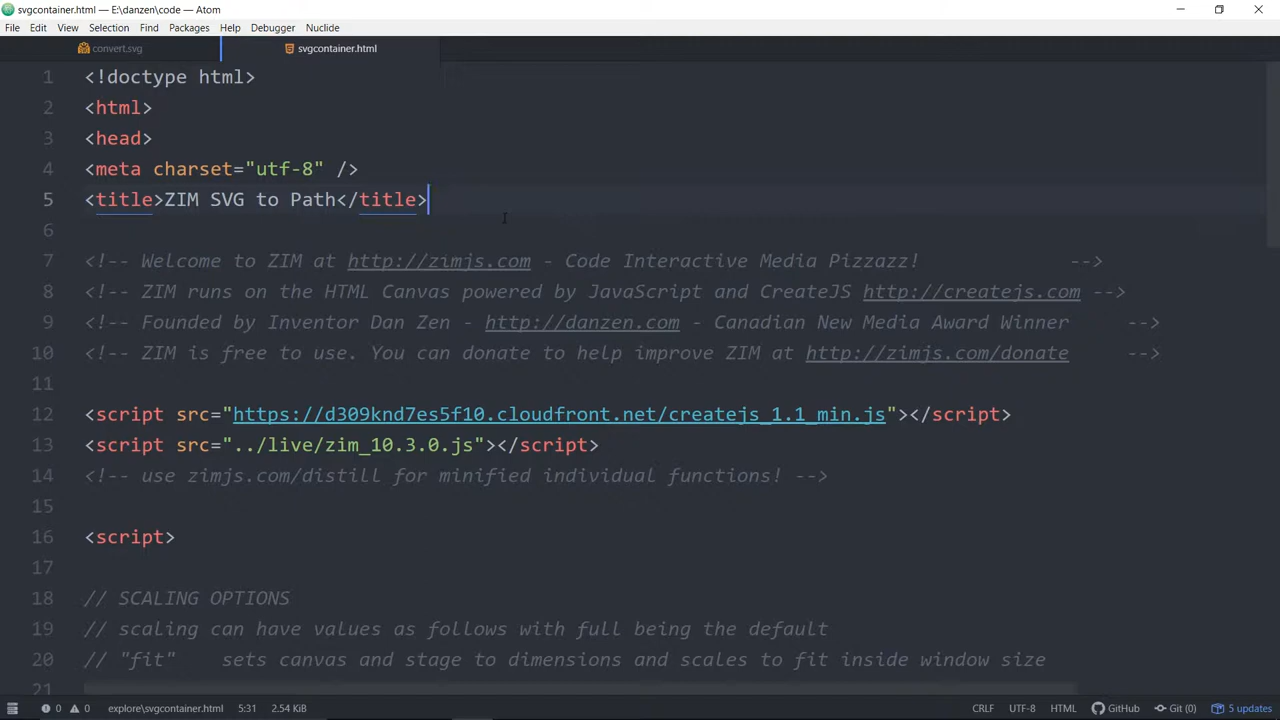 svgcontainer.html — E:\danzen\code — Atom
File Edit View Selection Find Packages Help Debugger Nuclide
convert.svg svgcontainer.html
1 <!doctype html>
2 <html>
3 <head>
4 <meta charset="utf-8" />
5 <title>ZIM SVG to Path</title>
6
7 <!-- Welcome to ZIM at http://zimjs.com - Code Interactive Media Pizzazz! -->
8 <!-- ZIM runs on the HTML Canvas powered by JavaScript and CreateJS http://createjs.com -->
9 <!-- Founded by Inventor Dan Zen - http://danzen.com - Canadian New Media Award Winner -->
10 <!-- ZIM is free to use. You can donate to help improve ZIM at http://zimjs.com/donate -->
11
12 <script src="https://d309knd7es5f10.cloudfront.net/createjs_1.1_min.js"></script>
13 <script src="../live/zim_10.3.0.js"></script>
14 <!-- use zimjs.com/distill for minified individual functions! -->
15
16 <script>
17
18 // SCALING OPTIONS
19 // scaling can have values as follows with full being the default
20 // "fit" sets canvas and stage to dimensions and scales to fit inside window size
21
0 0 explore\svgcontainer.html 5:31 2.54 KiB CRLF UTF-8 HTML GitHub Git (0) 5 updates